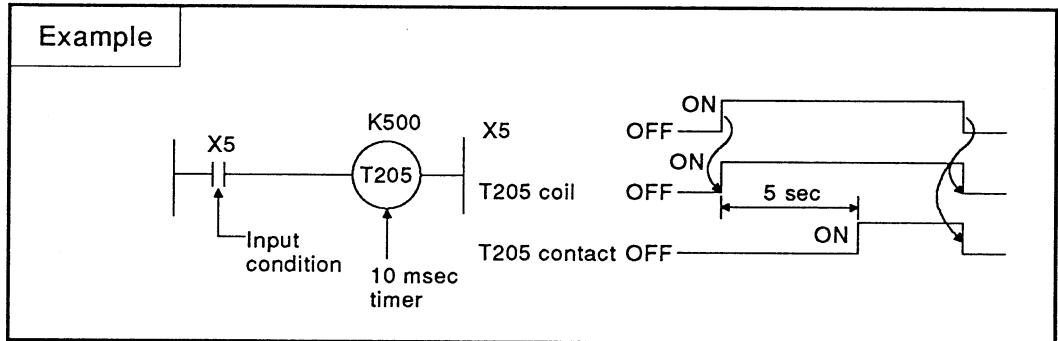 Example
X5
K500
T205
Input
condition
10 msec
timer
X5
OFF
ON
T205 coil
OFF
ON
5 sec
T205 contact OFF
ON